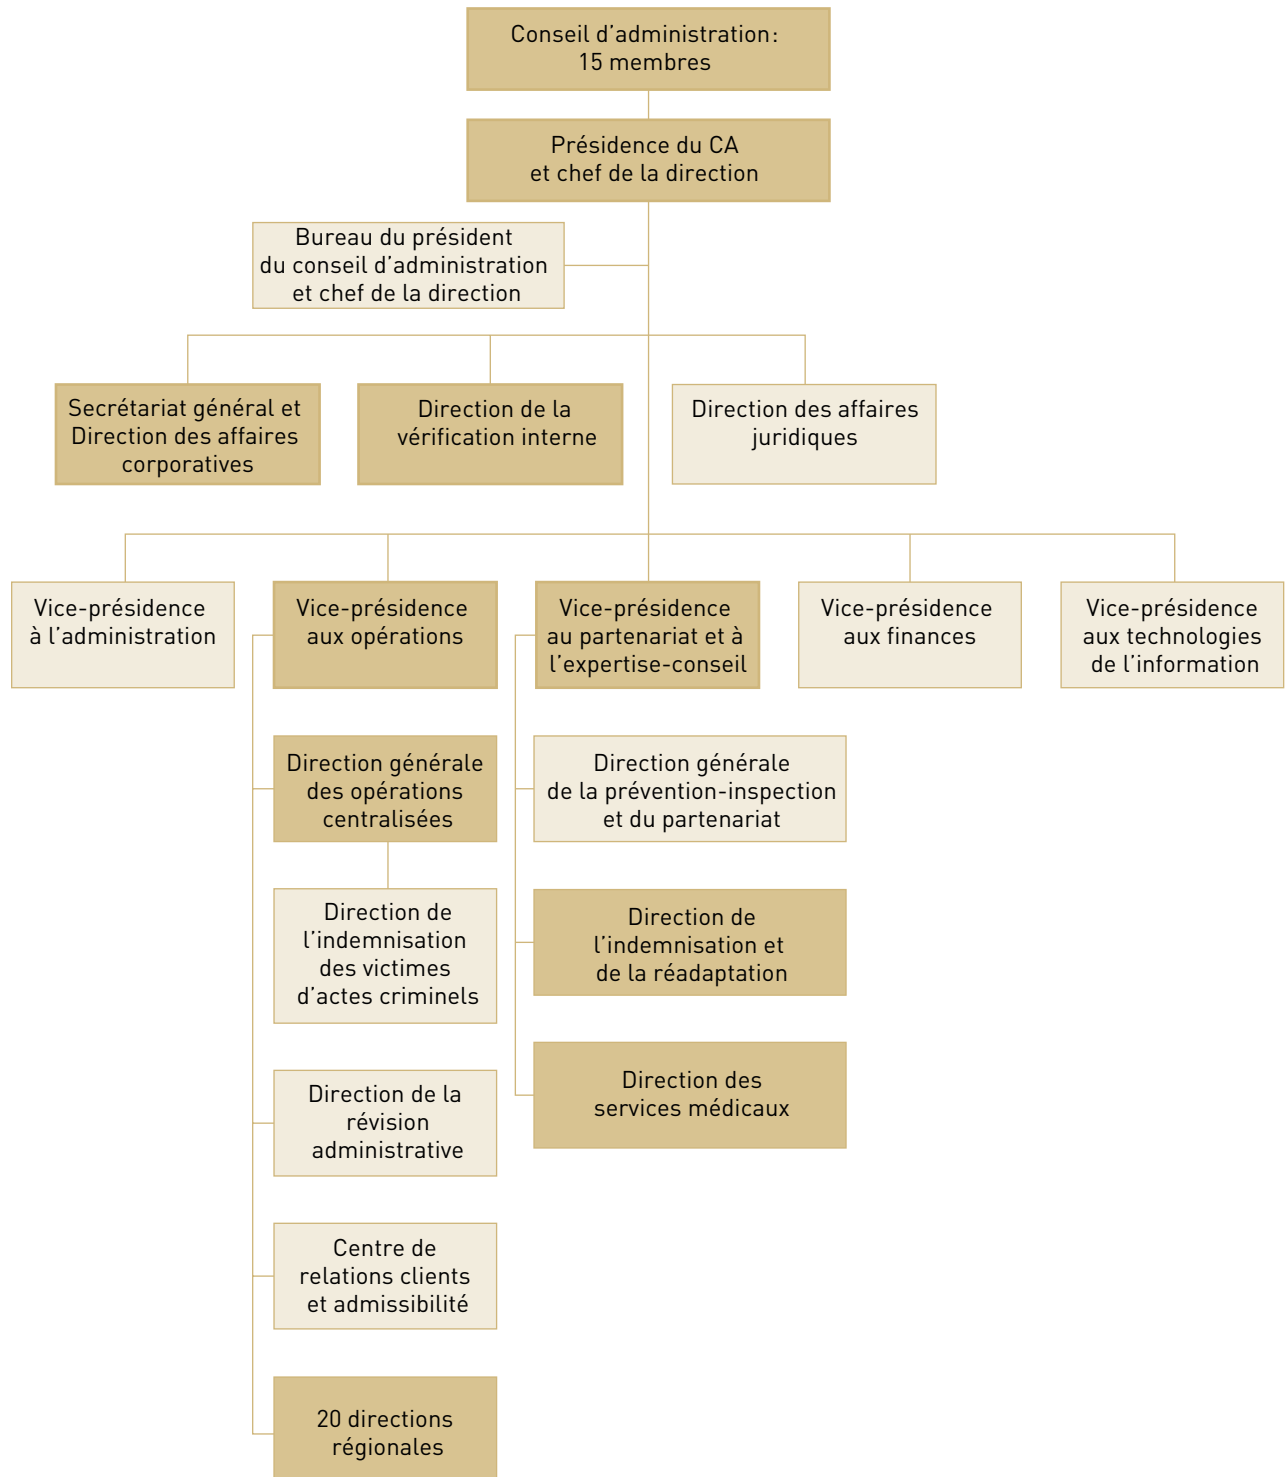 Conseil d’administration:
15 membres
Présidence du CA
et chef de la direction
Bureau du président
du conseil d’administration
et chef de la direction
Secrétariat général et
Direction des affaires
corporatives
Direction de la
vérification interne
Direction des affaires
juridiques
Vice-présidence
à l’administration
Vice-présidence
aux opérations
Vice-présidence
au partenariat et à
l’expertise-conseil
Vice-présidence
aux finances
Vice-présidence
aux technologies
de l’information
Direction générale
des opérations
centralisées
Direction de
l’indemnisation
des victimes
d’actes criminels
Direction de la
révision
administrative
Centre de
relations clients
et admissibilité
20 directions
régionales
Direction générale
de la prévention-inspection
et du partenariat
Direction de
l’indemnisation et
de la réadaptation
Direction des
services médicaux